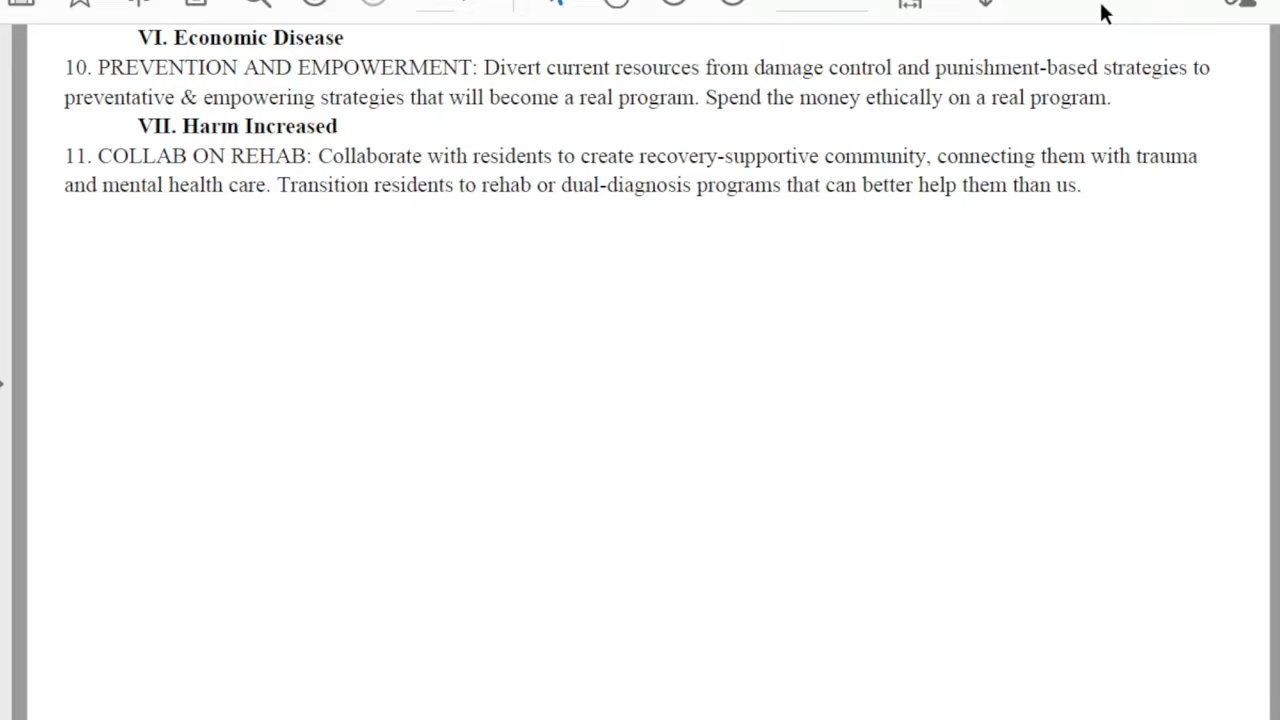 VI. Economic Disease
10. PREVENTION AND EMPOWERMENT: Divert current resources from damage control and punishment-based strategies to
preventative & empowering strategies that will become a real program. Spend the money ethically on a real program.
VII. Harm Increased
11. COLLAB ON REHAB: Collaborate with residents to create recovery-supportive community, connecting them with trauma
and mental health care. Transition residents to rehab or dual-diagnosis programs that can better help them than us.